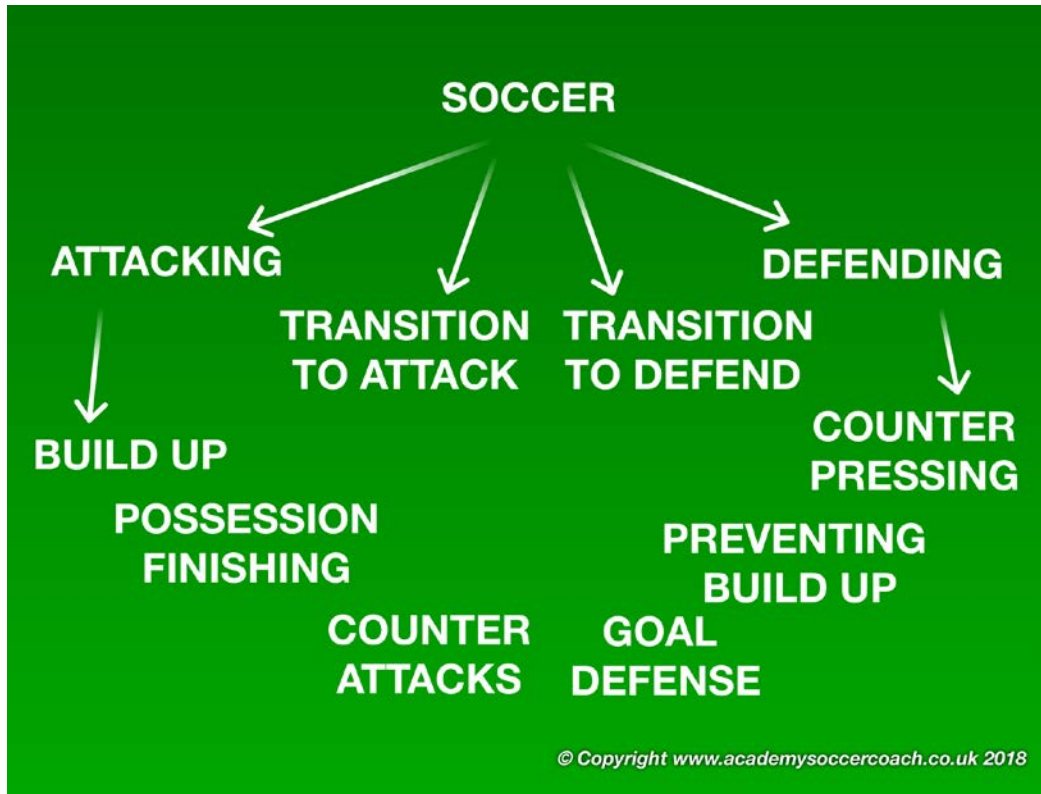 SOCCER
ATTACKING
DEFENDING
TRANSITION
TO ATTACK
TRANSITION
TO DEFEND
BUILD UP
COUNTER
PRESSING
POSSESSION
FINISHING
PREVENTING
BUILD UP
COUNTER
ATTACKS
GOAL
DEFENSE
© Copyright www.academysoccercoach.co.uk 2018